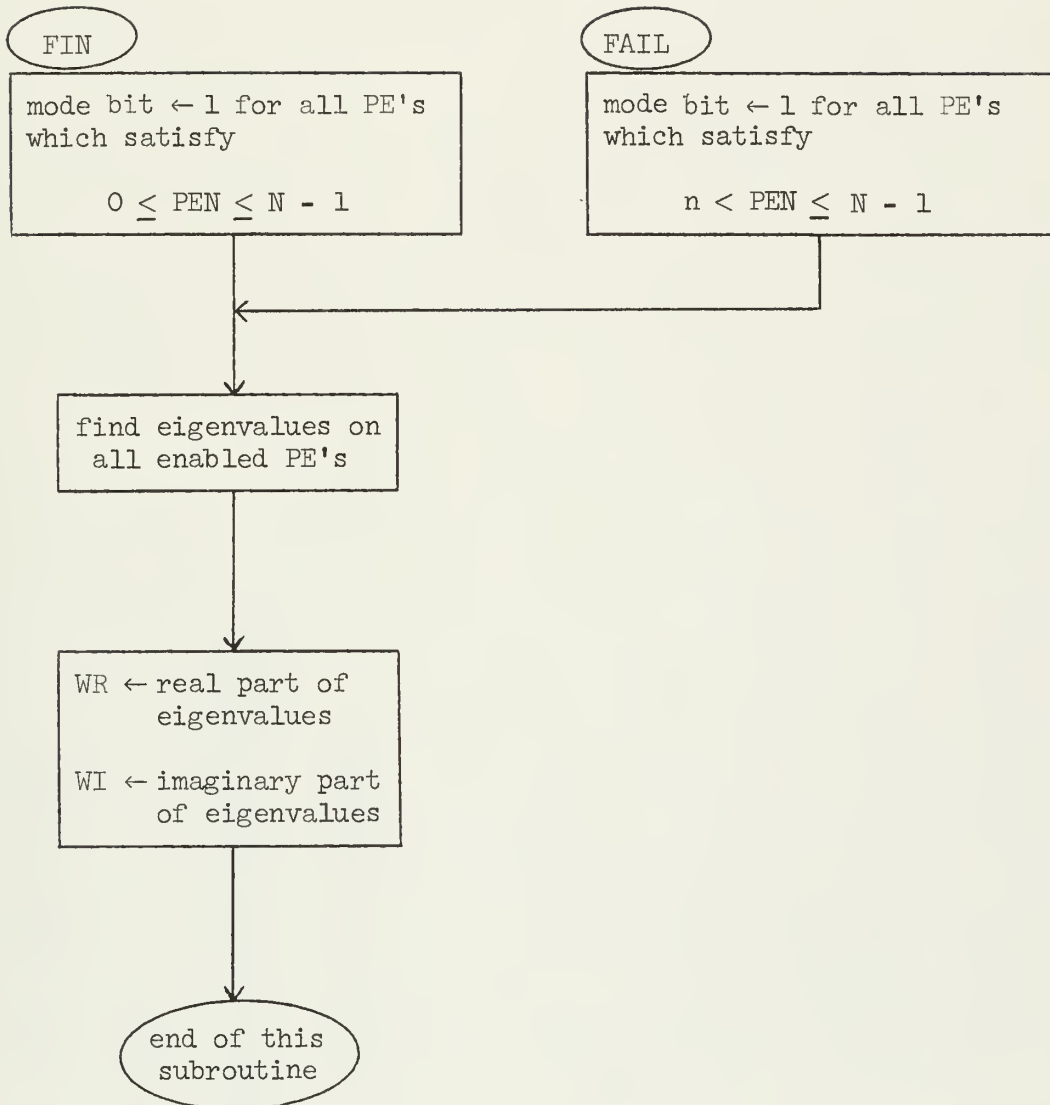 FIN
mode bit ← 1 for all PE's
which satisfy
0 ≤ PEN ≤ N - 1
FAIL
mode bit ← 1 for all PE's
which satisfy
n < PEN ≤ N - 1
find eigenvalues on
all enabled PE's
WR ← real part of
eigenvalues
WI ← imaginary part
of eigenvalues
end of this
subroutine